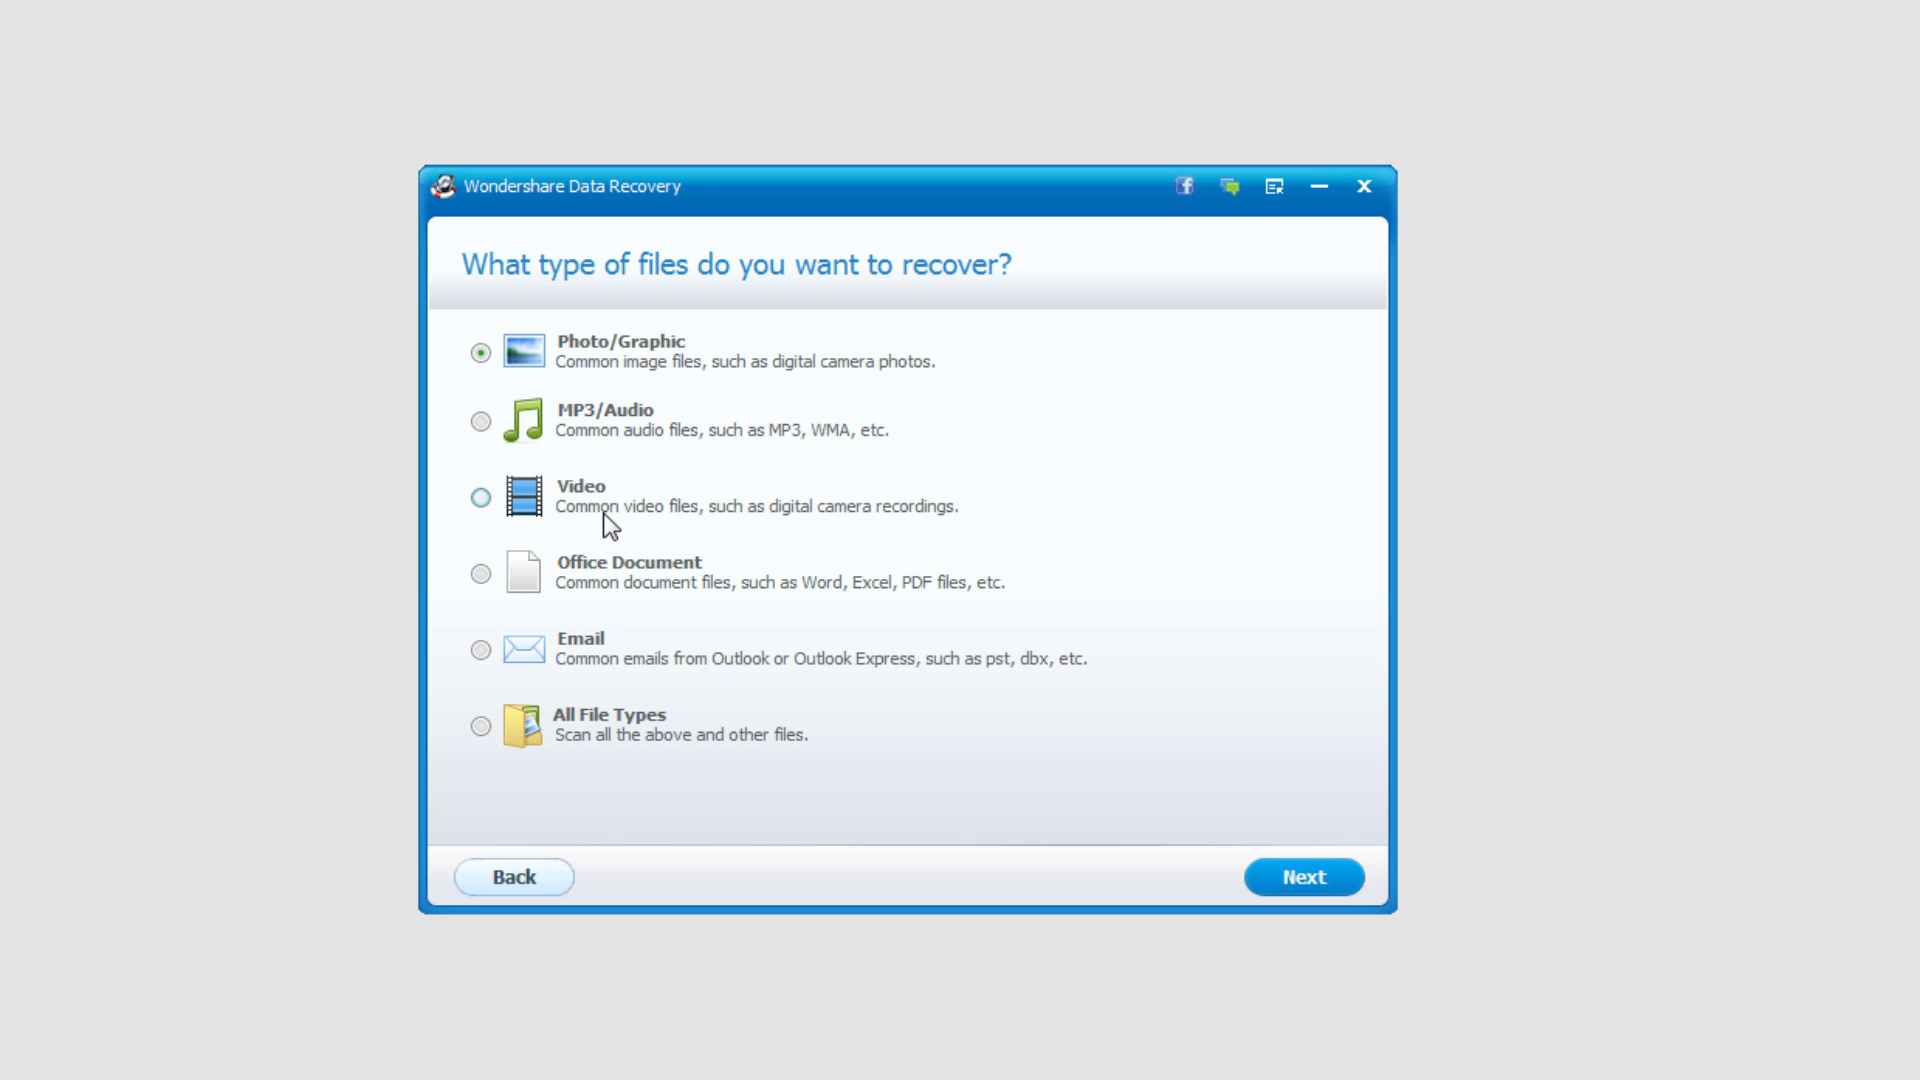 Wondershare Data Recovery
What type of files do you want to recover?
Photo/Graphic
Common image files, such as digital camera photos.
MP3/Audio
Common audio files, such as MP3, WMA, etc.
Video
Common video files, such as digital camera recordings.
Office Document
Common document files, such as Word, Excel, PDF files, etc.
Email
Common emails from Outlook or Outlook Express, such as pst, dbx, etc.
All File Types
Scan all the above and other files.
Back
Next